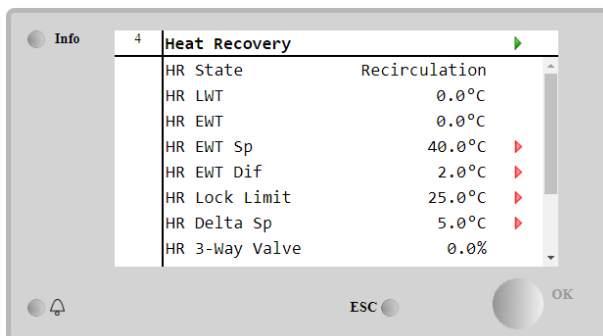 Info
4 Heat Recovery
HR State Recirculation
HR LWT 0.0°C
HR EWT 0.0°C
HR EWT Sp 40.0°C
HR EWT Dif 2.0°C
HR Lock Limit 25.0°C
HR Delta Sp 5.0°C
HR 3-Way Valve 0.0%
ESC
OK